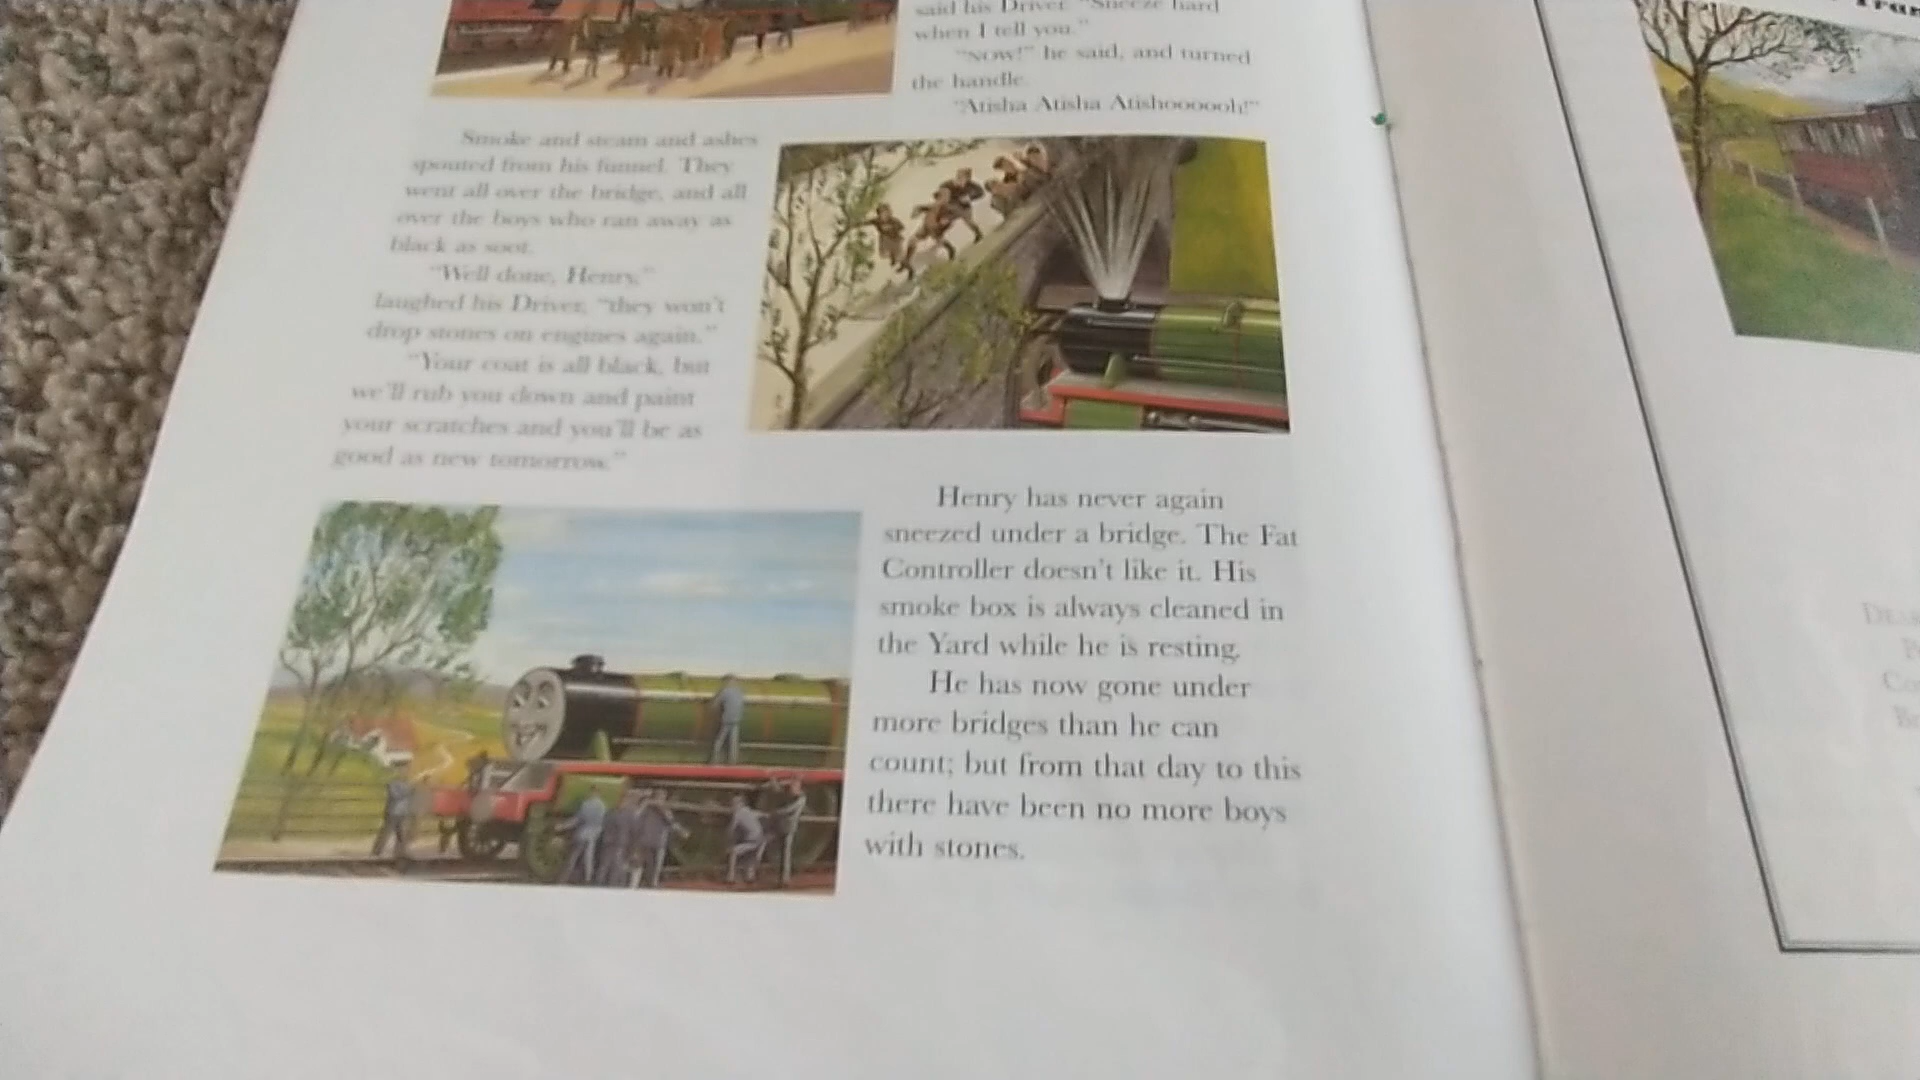 said his Driver. "Sneeze hard
when I tell you."
"Now!" he said, and turned
the handle.
"Atisha Atisha Atishoooooh!"
Smoke and steam and ashes
spouted from his funnel. They
went all over the bridge, and all
over the boys who ran away as
black as soot.
"Well done, Henry,"
laughed his Driver, "they won't
drop stones on engines again."
"Your coat is all black, but
we'll rub you down and paint
your scratches and you'll be as
good as new tomorrow."
Henry has never again
sneezed under a bridge. The Fat
Controller doesn't like it. His
smoke box is always cleaned in
the Yard while he is resting.
He has now gone under
more bridges than he can
count; but from that day to this
there have been no more boys
with stones.